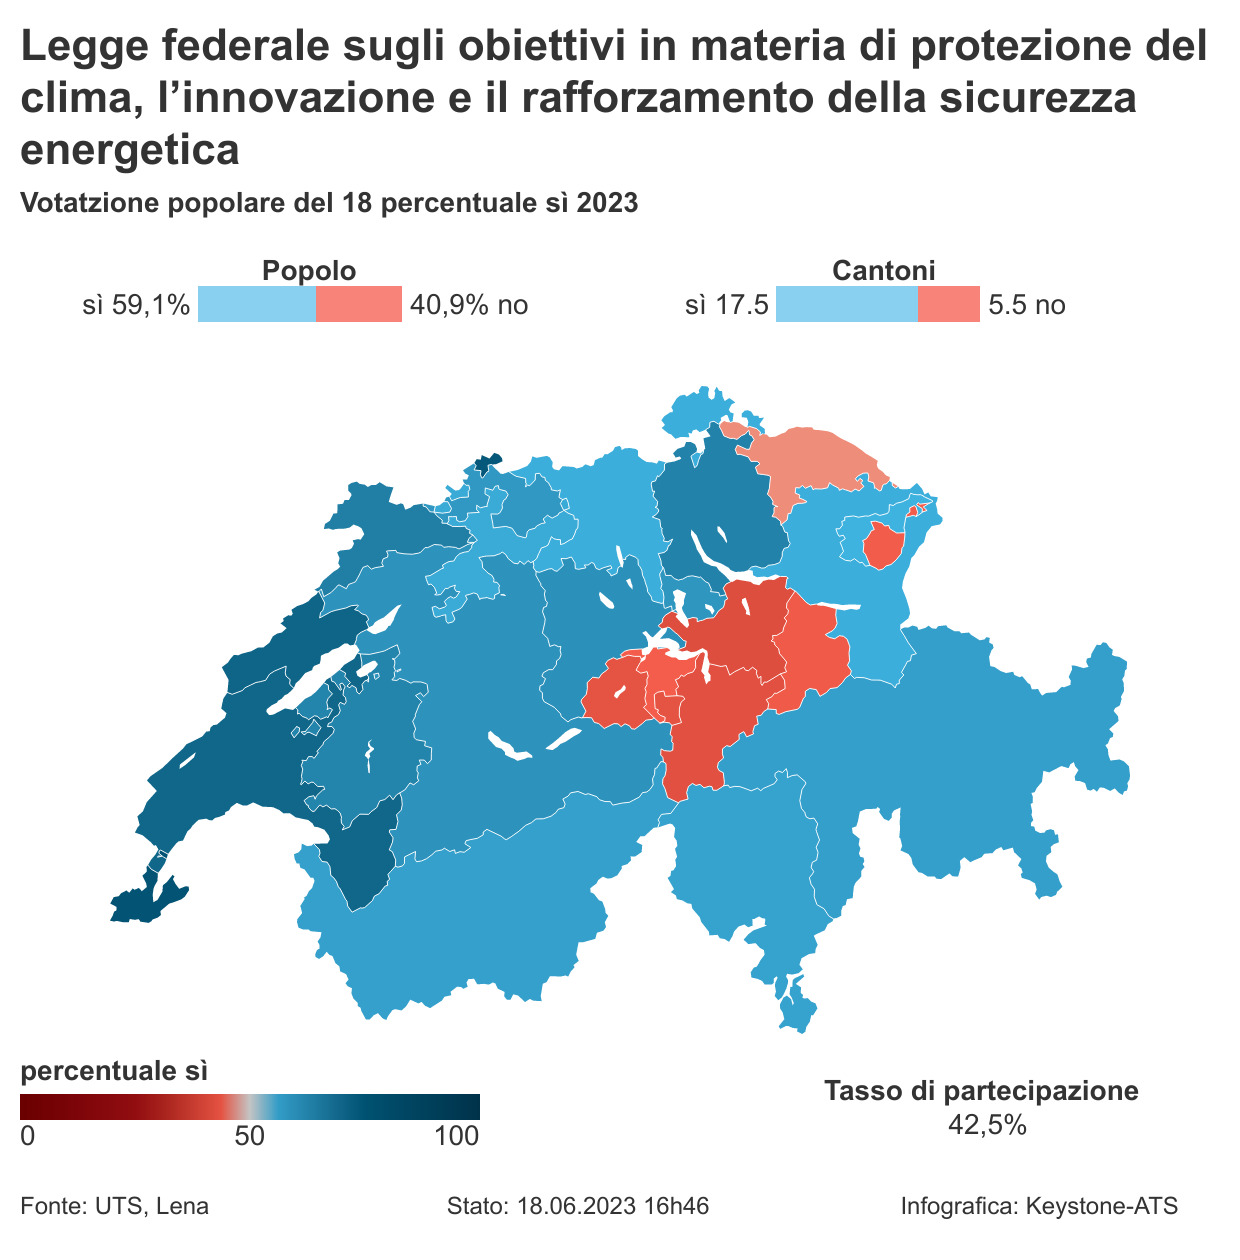 Legge federale sugli obiettivi in materia di protezione del
clima, l’innovazione e il rafforzamento della sicurezza
energetica
Votatzione popolare del 18 percentuale sì 2023
Popolo
sì 59,1% 40,9% no
Cantoni
sì 17.5 5.5 no
percentuale sì
0 50 100
Tasso di partecipazione
42,5%
Fonte: UTS, Lena
Stato: 18.06.2023 16h46
Infografica: Keystone-ATS